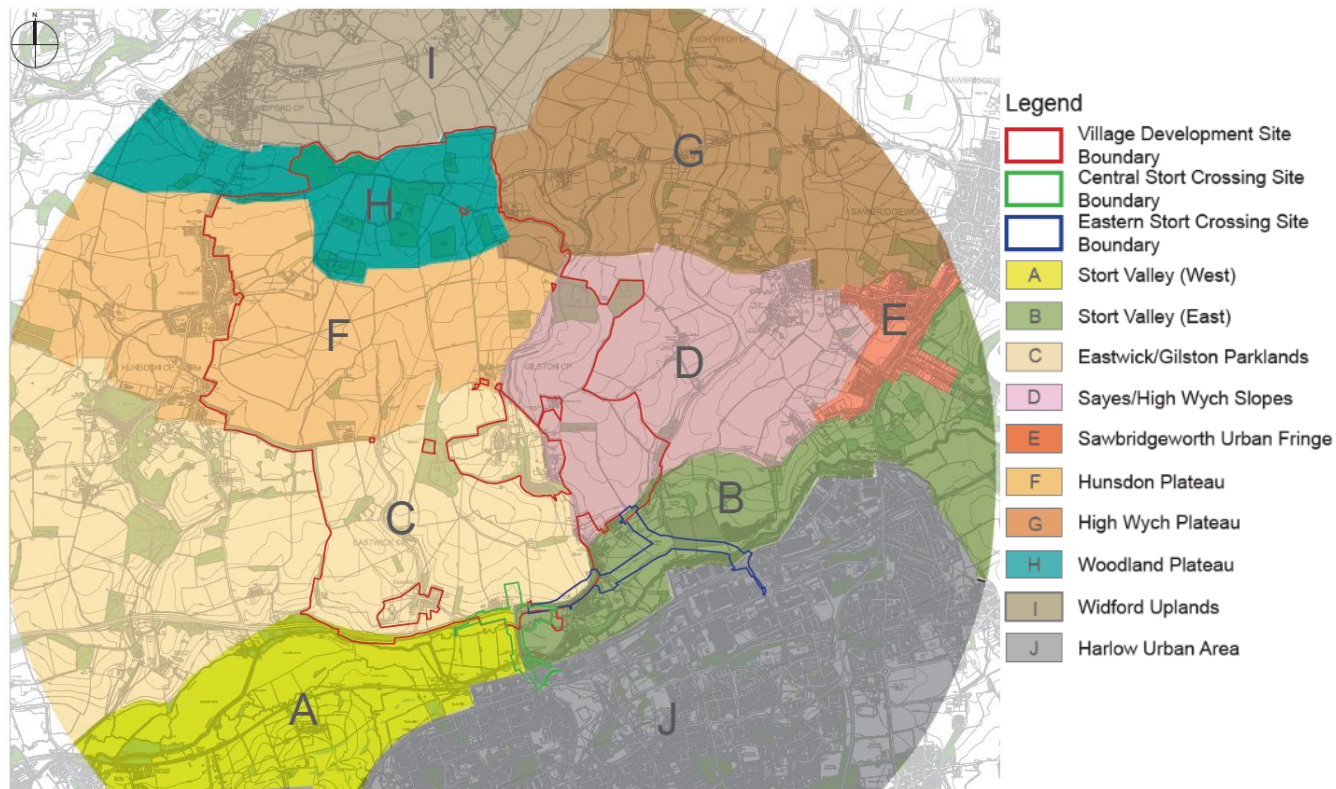 N
I
HIGH WYCH CP
WIDFORD CP
G
H
SAWBRIDGEWORTH
F
E
D
HUNSDON CP
GILSTON CP
C
B
A
J
Legend
Village Development Site
Boundary
Central Stort Crossing Site
Boundary
Eastern Stort Crossing Site
Boundary
A Stort Valley (West)
B Stort Valley (East)
C Eastwick/Gilston Parklands
D Sayes/High Wych Slopes
E Sawbridgeworth Urban Fringe
F Hunsdon Plateau
G High Wych Plateau
H Woodland Plateau
I Widford Uplands
J Harlow Urban Area